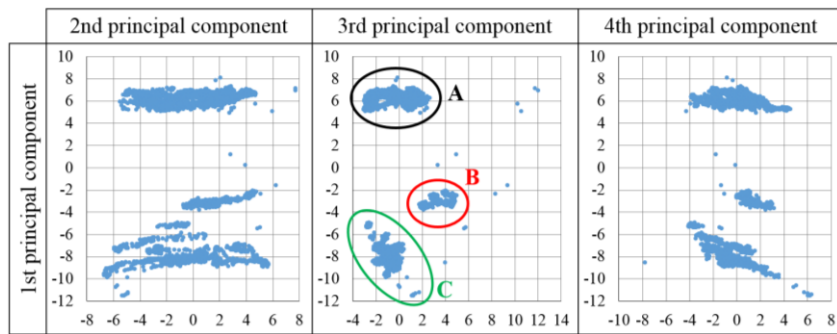 2nd principal component 3rd principal component 4th principal component
1st principal component
10 10 10
8 8 8
6 6 A 6
4 4 4
2 2 2
0 0 0
-2 -2 B -2
-4 -4 -4
-6 -6 -6
-8 -8 -8
-10 -10 C -10
-12 -12 -12
-8 -6 -4 -2 0 2 4 6 8 -4 -2 0 2 4 6 8 10 12 14 -10 -8 -6 -4 -2 0 2 4 6 8